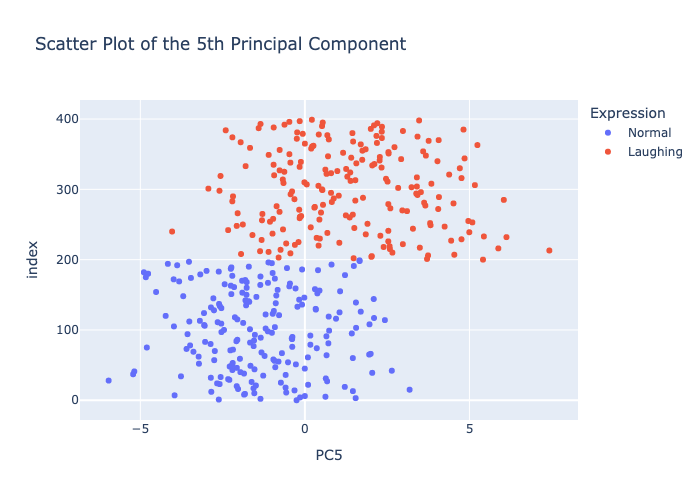 Scatter Plot of the 5th Principal Component
Expression
Normal
Laughing
400
300
200
100
0
index
−5
0
5
PC5